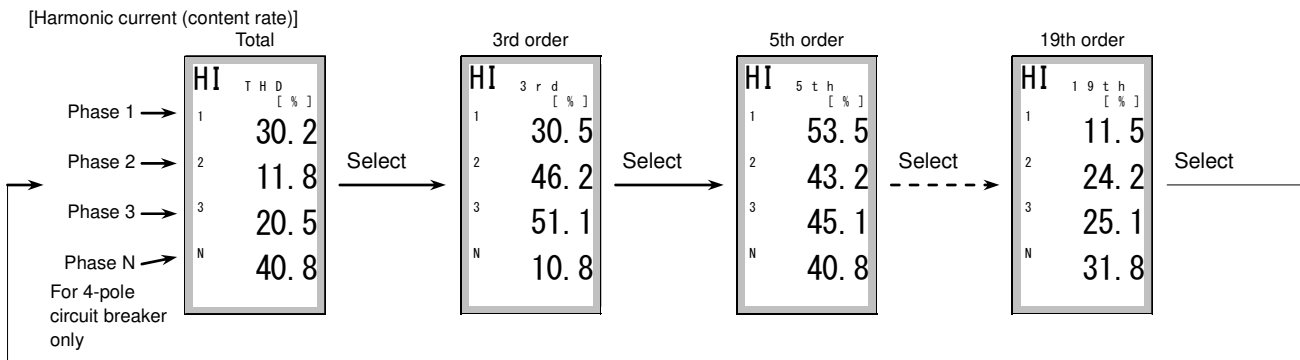 [Harmonic current (content rate)]
Total
HI THD
[%]
Phase 1
1
30.2
Phase 2
2
11.8
Phase 3
3
20.5
Phase N
N
40.8
For 4-pole
circuit breaker
only
Select
3rd order
HI 3rd
[%]
1
30.5
2
46.2
3
51.1
N
10.8
Select
5th order
HI 5th
[%]
1
53.5
2
43.2
3
45.1
N
40.8
Select
19th order
HI 19th
[%]
1
11.5
2
24.2
3
25.1
N
31.8
Select